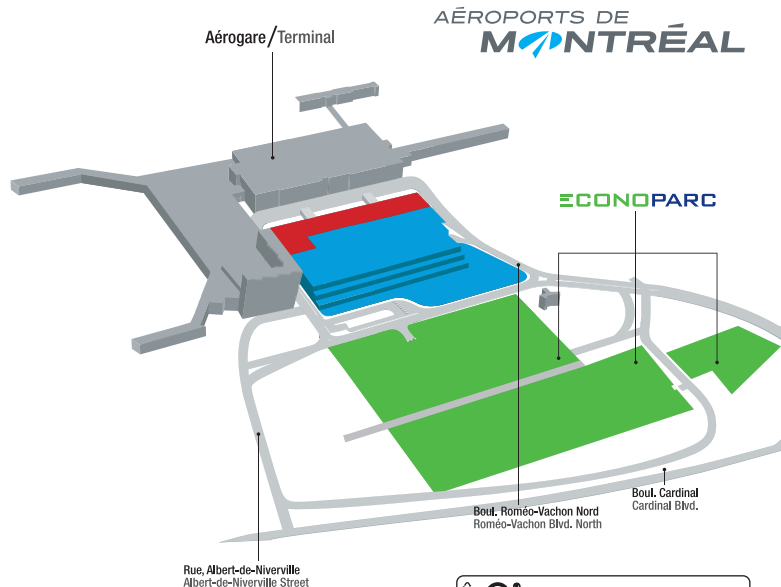 AÉROPORTS DE
MONTRÉAL
Aérogare/Terminal
ECONOPARC
Boul. Roméo-Vachon Nord
Roméo-Vachon Blvd. North
Boul. Cardinal
Cardinal Blvd.
Rue, Albert-de-Niverville
Albert-de-Niverville Street